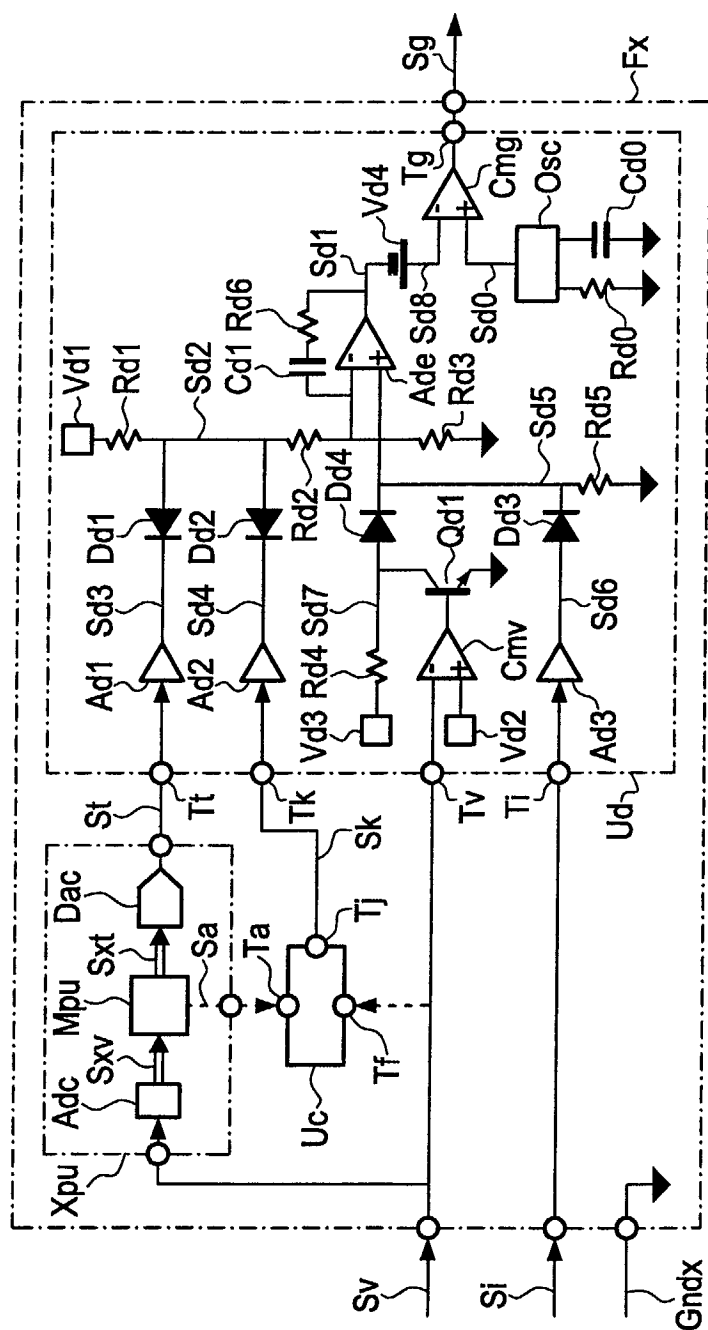 Sg
Fx
Tg
Cmg
Osc
Cd0
Vd4
Sd1
Sd8
Sd0
Rd0
Rd6
Cd1
Ade
Rd3
Vd1
Rd1
Sd2
Rd2
Dd4
Sd5
Rd5
Dd1
Dd2
Qd1
Dd3
Sd3
Sd4
Sd7
Sd6
Ad1
Ad2
Rd4
Cmv
Vd3
Vd2
Ad3
St
Tt
Tk
Tv
Ti
Ud
Sk
Dac
Sxt
Mpu
Sxv
Adc
Sa
Ta
Tj
Tf
Uc
Xpu
Sv
Si
Gndx
-
+
-
+
-
+